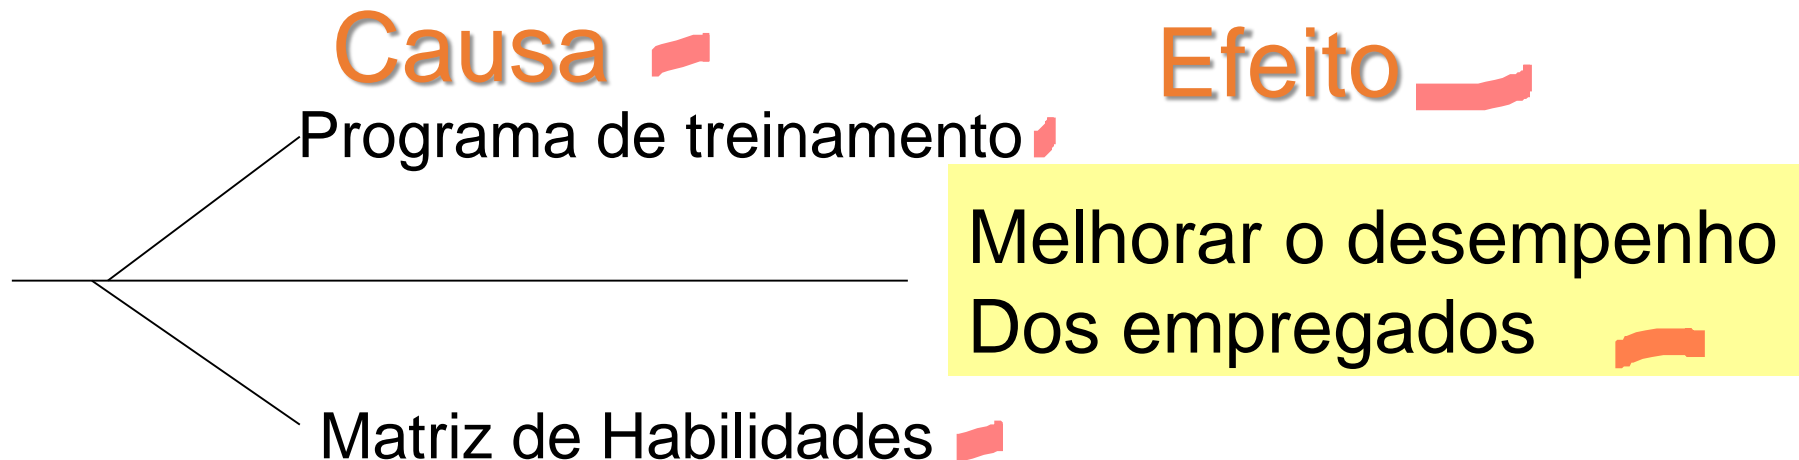 Causa
Efeito
Programa de treinamento
Melhorar o desempenho
Dos empregados
Matriz de Habilidades